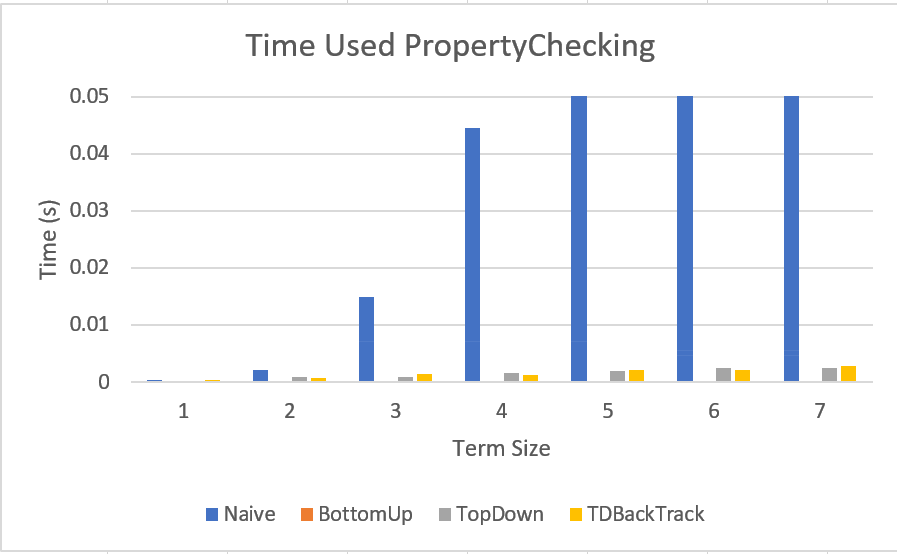 Time Used PropertyChecking
0.05
0.04
0.03
0.02
0.01
0
Time (s)
1 2 3 4 5 6 7
Term Size
Naive BottomUp TopDown TDBackTrack